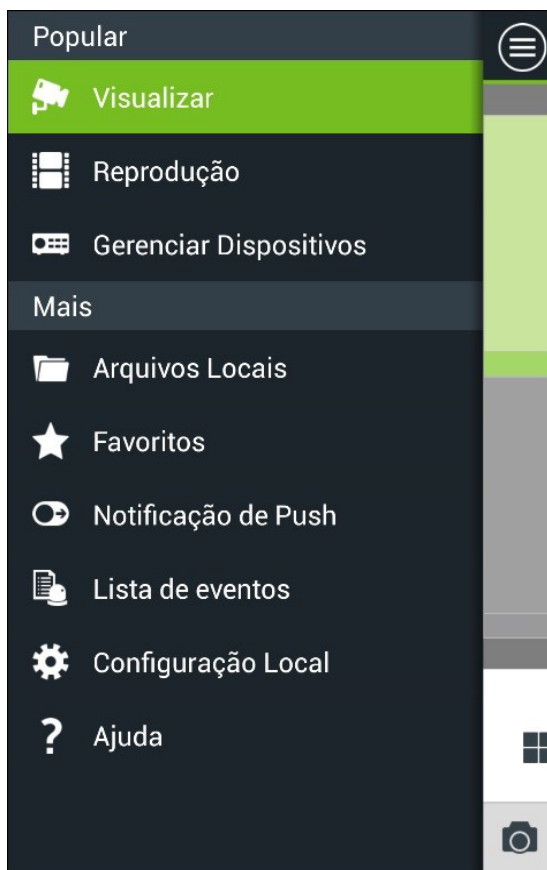 Popular
Visualizar
Reprodução
Gerenciar Dispositivos
Mais
Arquivos Locais
Favoritos
Notificação de Push
Lista de eventos
Configuração Local
Ajuda